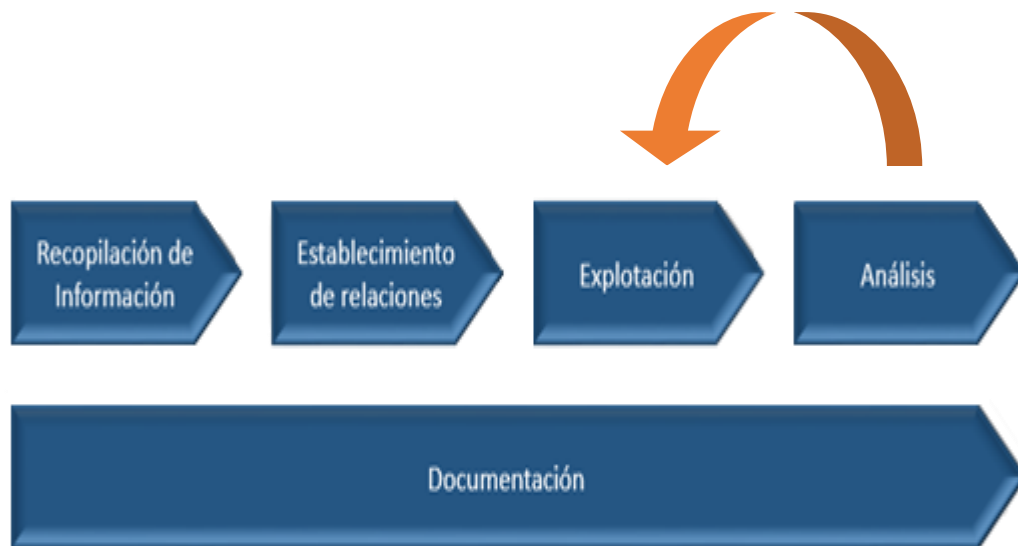 Recopilación de
Información
Establecimiento
de relaciones
Explotación
Análisis
Documentación